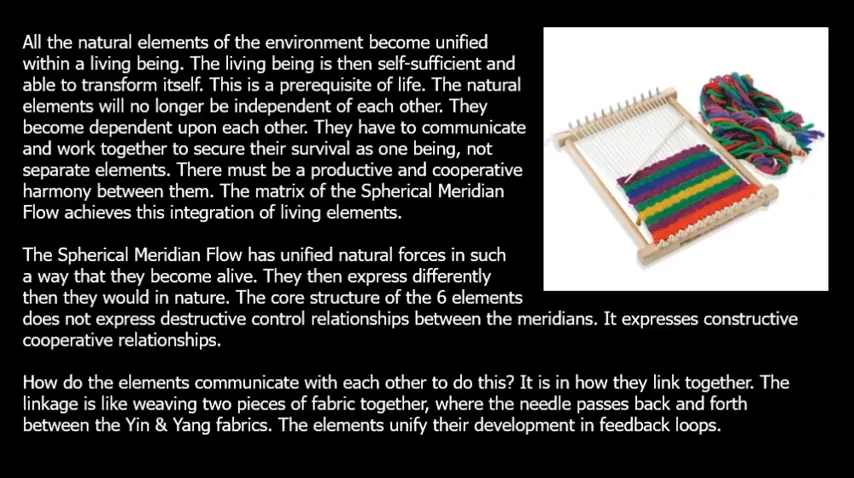 All the natural elements of the environment become unified
within a living being. The living being is then self-sufficient and
able to transform itself. This is a prerequisite of life. The natural
elements will no longer be independent of each other. They
become dependent upon each other. They have to communicate
and work together to secure their survival as one being, not
separate elements. There must be a productive and cooperative
harmony between them. The matrix of the Spherical Meridian
Flow achieves this integration of living elements.
The Spherical Meridian Flow has unified natural forces in such
a way that they become alive. They then express differently
then they would in nature. The core structure of the 6 elements
does not express destructive control relationships between the meridians. It expresses constructive
cooperative relationships.
How do the elements communicate with each other to do this? It is in how they link together. The
linkage is like weaving two pieces of fabric together, where the needle passes back and forth
between the Yin & Yang fabrics. The elements unify their development in feedback loops.